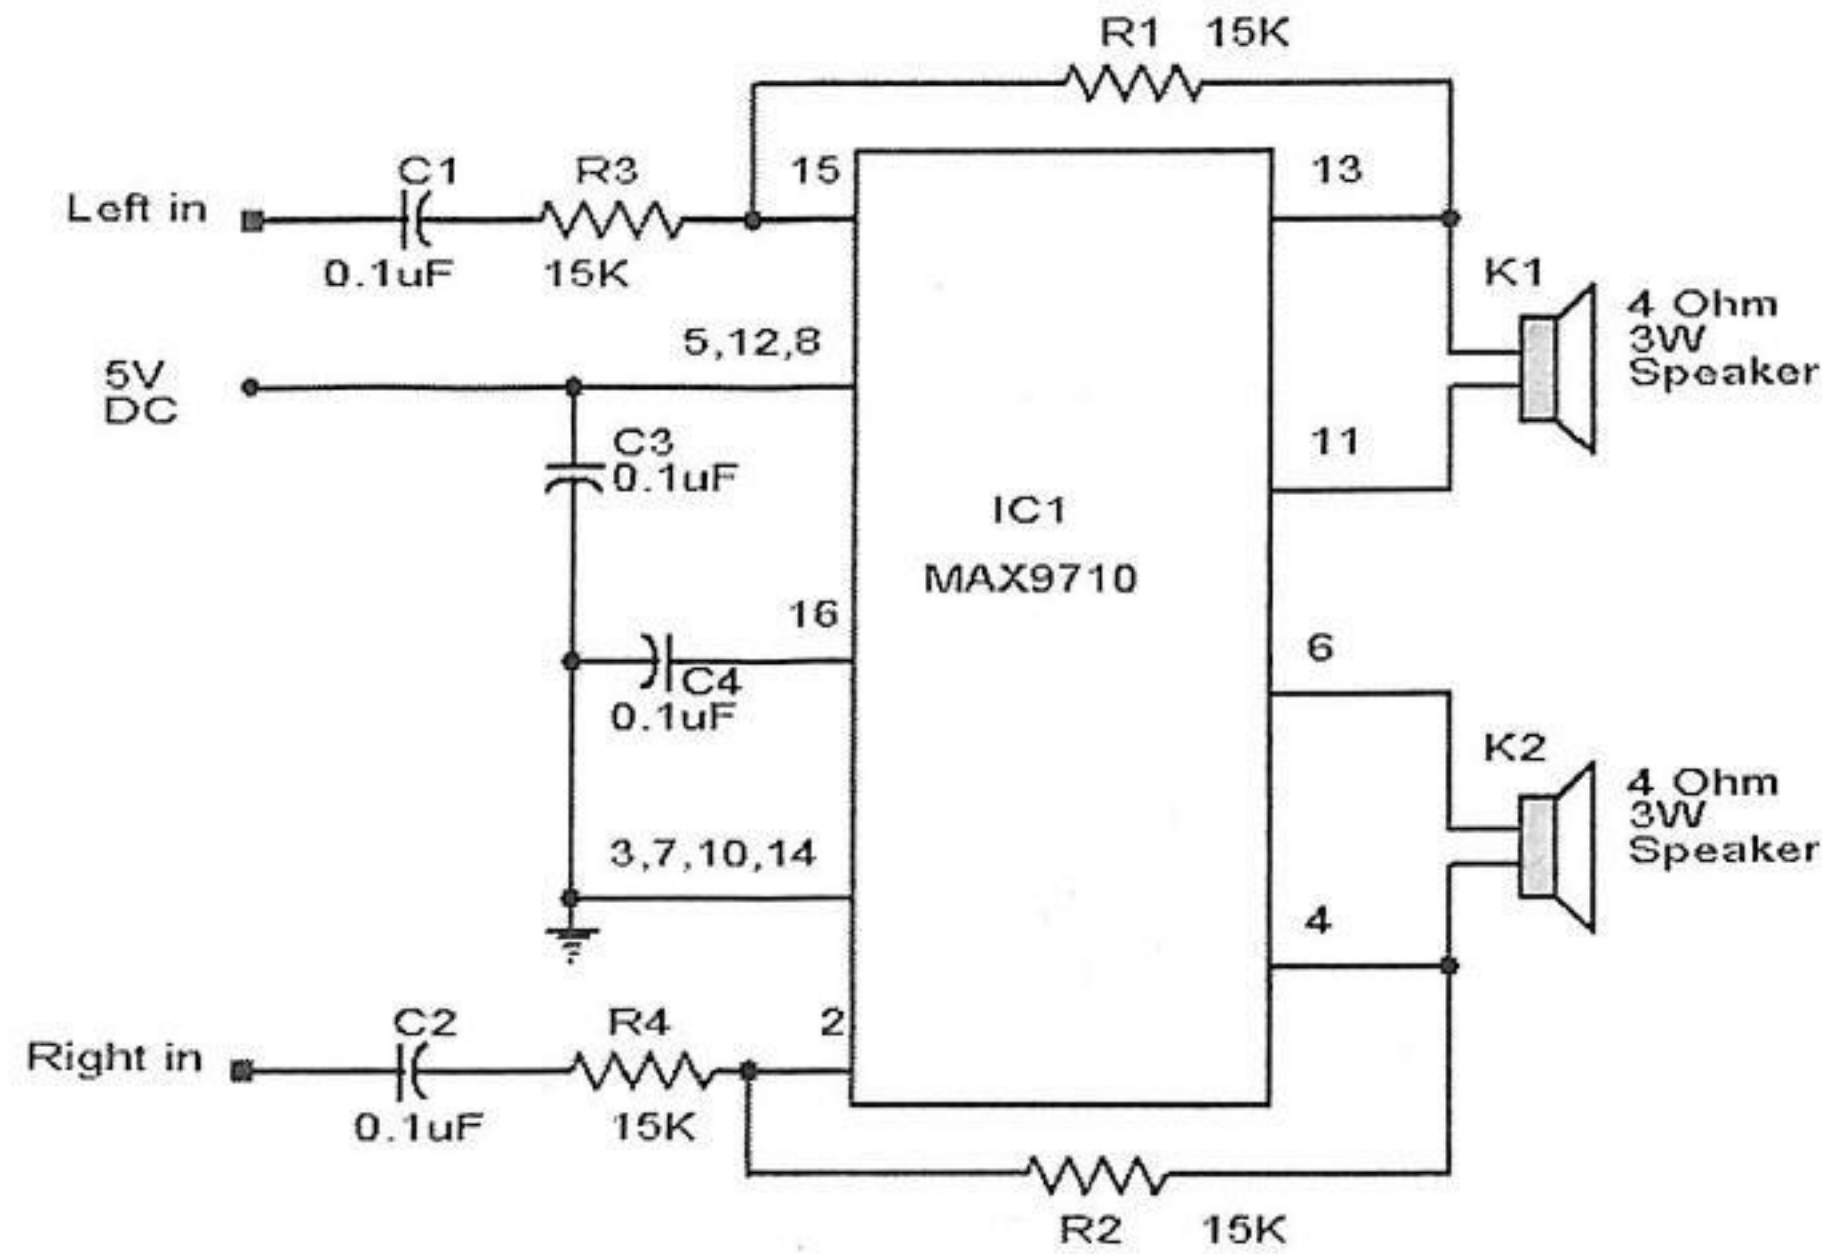 R1 15K
C1
R3
15
13
Left in
0.1uF
15K
K1
4 Ohm
3W
Speaker
5,12,8
5V
DC
C3
0.1uF
11
IC1
MAX9710
16
C4
0.1uF
6
K2
4 Ohm
3W
Speaker
3,7,10,14
4
C2
R4
2
Right in
0.1uF
15K
R2 15K